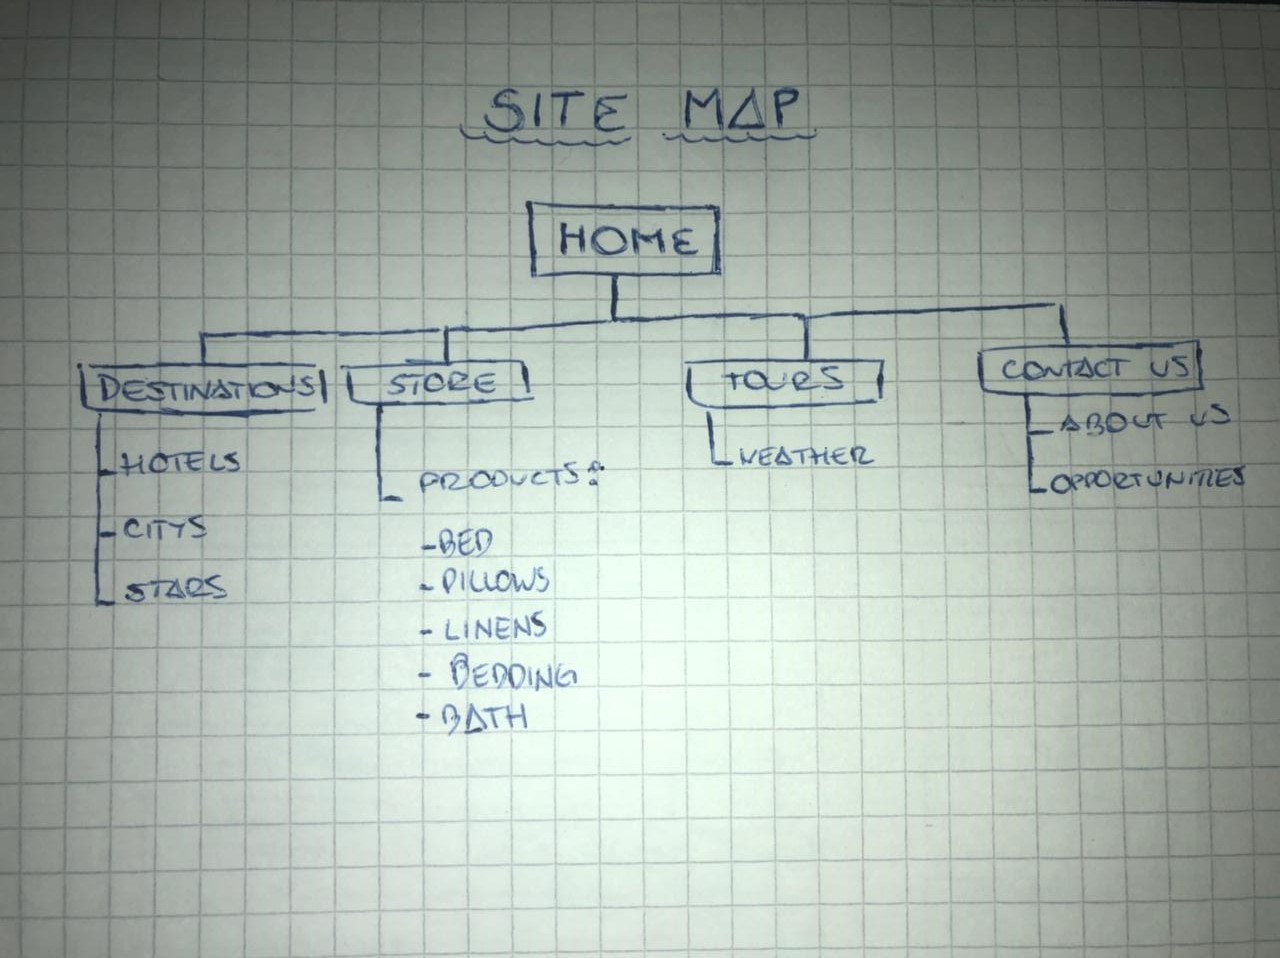 SITE MAP
HOME
DESTINATIONS
HOTELS
CITYS
STARS
STORE
PRODUCTS:
-BED
- PILLOWS
- LINENS
- BEDDING
- BATH
TOURS
WEATHER
CONTACT US
ABOUT US
OPPORTUNITIES